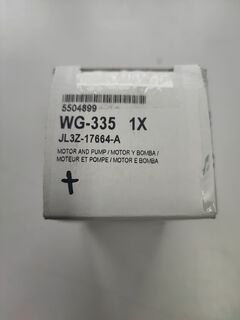 5504899
WG-335 1X
JL3Z-17664-A
MOTOR AND PUMP / MOTOR Y BOMBA /
MOTEUR ET POMPE / MOTOR E BOMBA